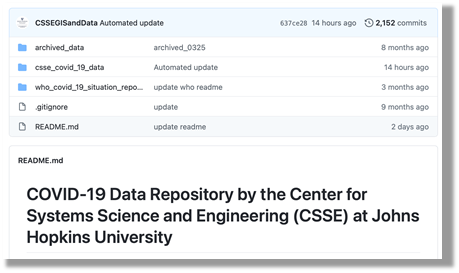 CSSEGISandData Automated update 637ce28 14 hours ago 2,152 commits
archived_data archived_0325 8 months ago
csse_covid_19_data Automated update 14 hours ago
who_covid_19_situation_repo... update who readme 3 months ago
.gitignore update 9 months ago
README.md update readme 2 days ago
README.md
COVID-19 Data Repository by the Center for
Systems Science and Engineering (CSSE) at Johns
Hopkins University